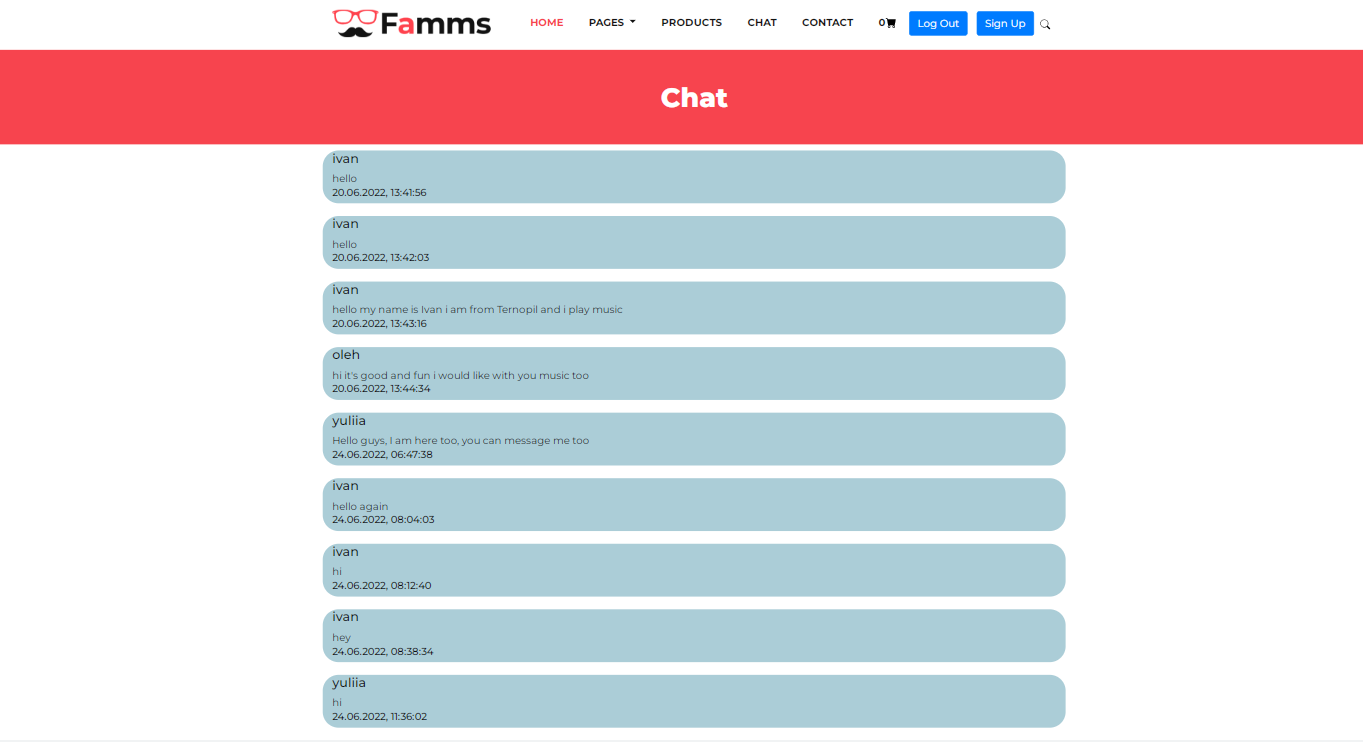 Famms HOME PAGES PRODUCTS CHAT CONTACT 0 Log Out Sign Up
Chat
ivan
hello
20.06.2022, 13:41:56
ivan
hello
20.06.2022, 13:42:03
ivan
hello my name is Ivan i am from Ternopil and i play music
20.06.2022, 13:43:16
oleh
hi it's good and fun i would like with you music too
20.06.2022, 13:44:34
yuliia
Hello guys, I am here too, you can message me too
24.06.2022, 06:47:38
ivan
hello again
24.06.2022, 08:04:03
ivan
hi
24.06.2022, 08:12:40
ivan
hey
24.06.2022, 08:38:34
yuliia
hi
24.06.2022, 11:36:02